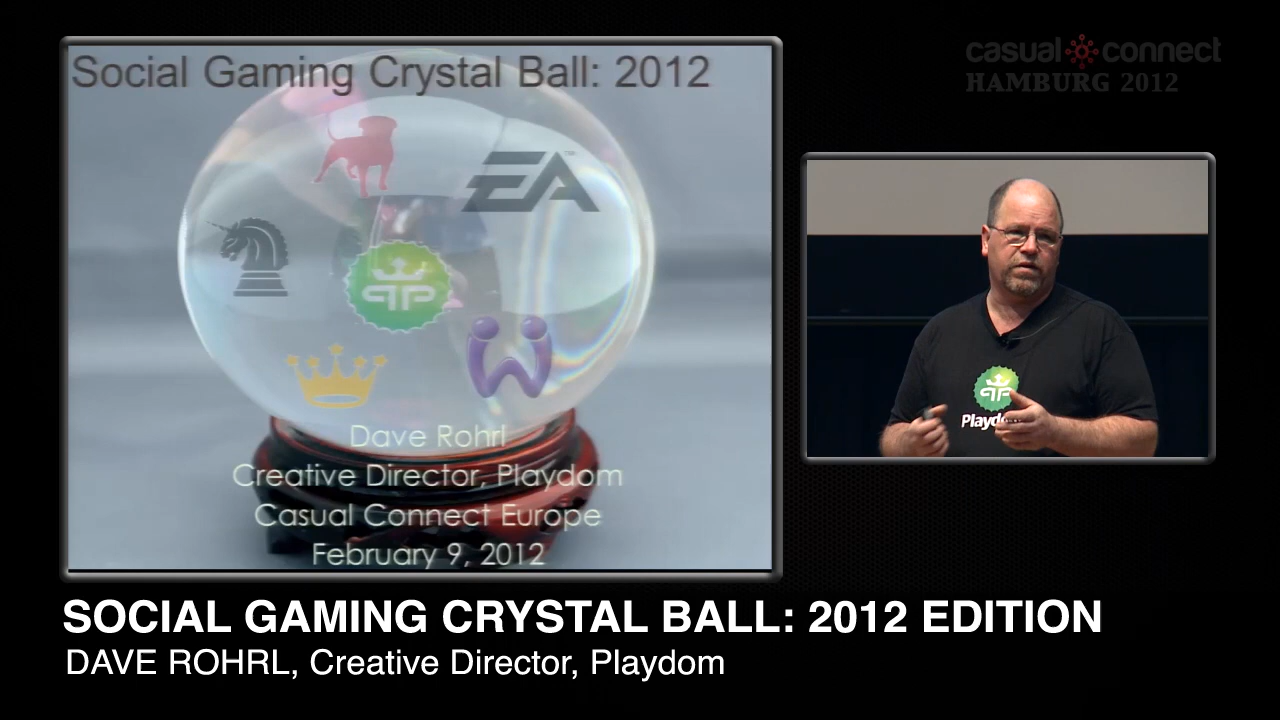 Social Gaming Crystal Ball: 2012
EA
Dave Rohrl
Creative Director, Playdom
Casual Connect Europe
February 9, 2012
casual connect
HAMBURG 2012
SOCIAL GAMING CRYSTAL BALL: 2012 EDITION
DAVE ROHRL, Creative Director, Playdom